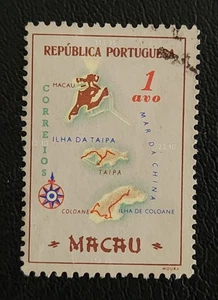 REPÚBLICA PORTUGUESA
MACAU
1
avo
CORREIOS
MAR DA CHINA
ILHA DA TAIPA
TAIPA
COLOANE
ILHA DE COLOANE
MACAU